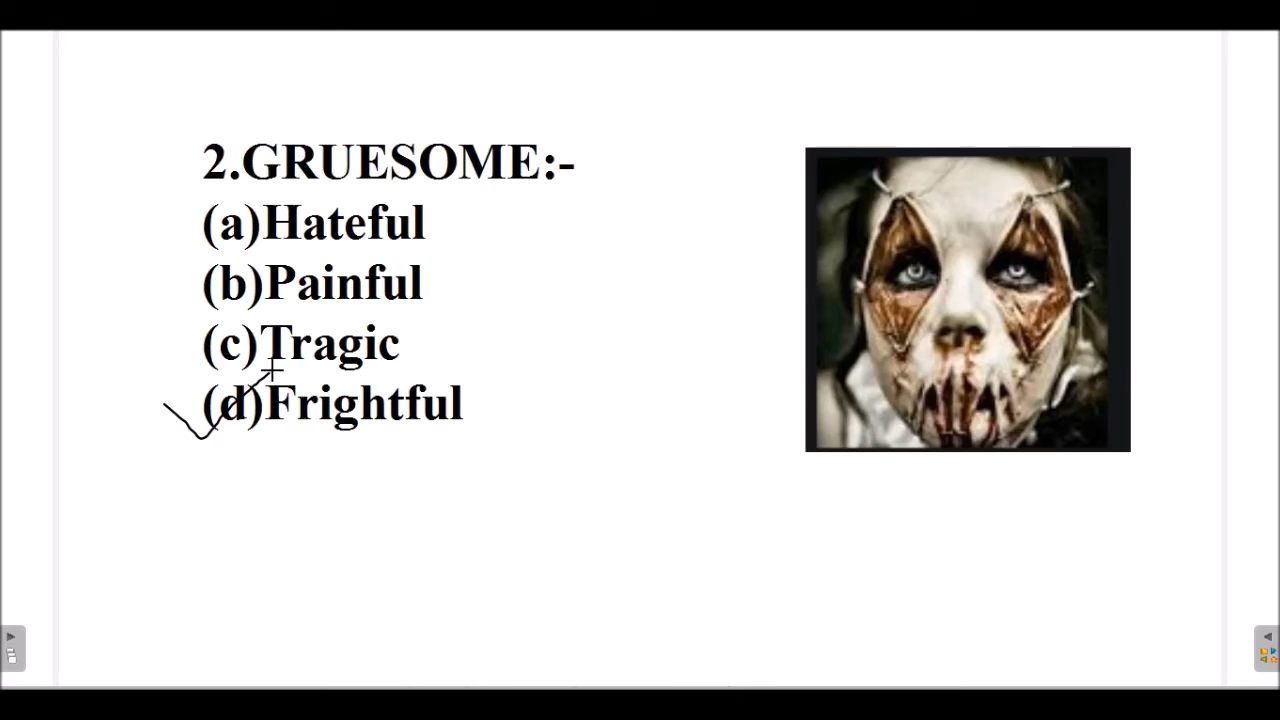 2.GRUESOME:-
(a)Hateful
(b)Painful
(c)Tragic
(d)Frightful